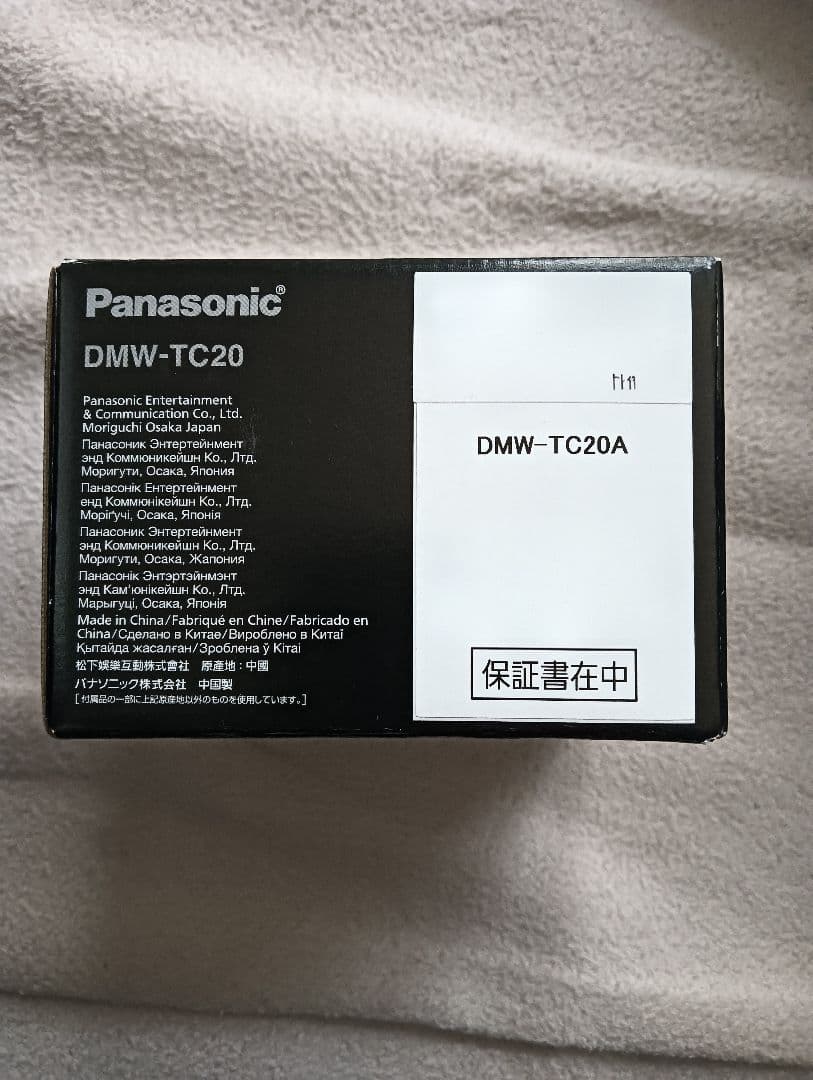 Panasonic®
DMW-TC20
Panasonic Entertainment
& Communication Co., Ltd.
Moriguchi Osaka Japan
Панасоник Энтертейнмент
энд Коммюникейшн Ко., Лтд.
Моригути, Осака, Япония
Панасонік Ентертейнмент
енд Коммюнікейшн Ко., Лтд.
Моріґучі, Осака, Японія
Панасоник Энтертейнмент
энд Коммюникейшн Ко., Лтд.
Моригути, Осака, Жапония
Панасонік Энтэртэйнмэнт
энд Кам'юнікейшн Ко., Лтд.
Марыгуці, Осака, Японія
Made in China/Fabriqué en Chine/Fabricado en
China/Сделано в Китае/Вироблено в Китаї
Қытайда жасалған/Зроблена ў Кітаі
松下娛樂互動株式會社 原產地:中國
パナソニック株式会社 中国製
[付属品の一部に上記原産地以外のものを使用しています。]
DMW-TC20A
保証書在中